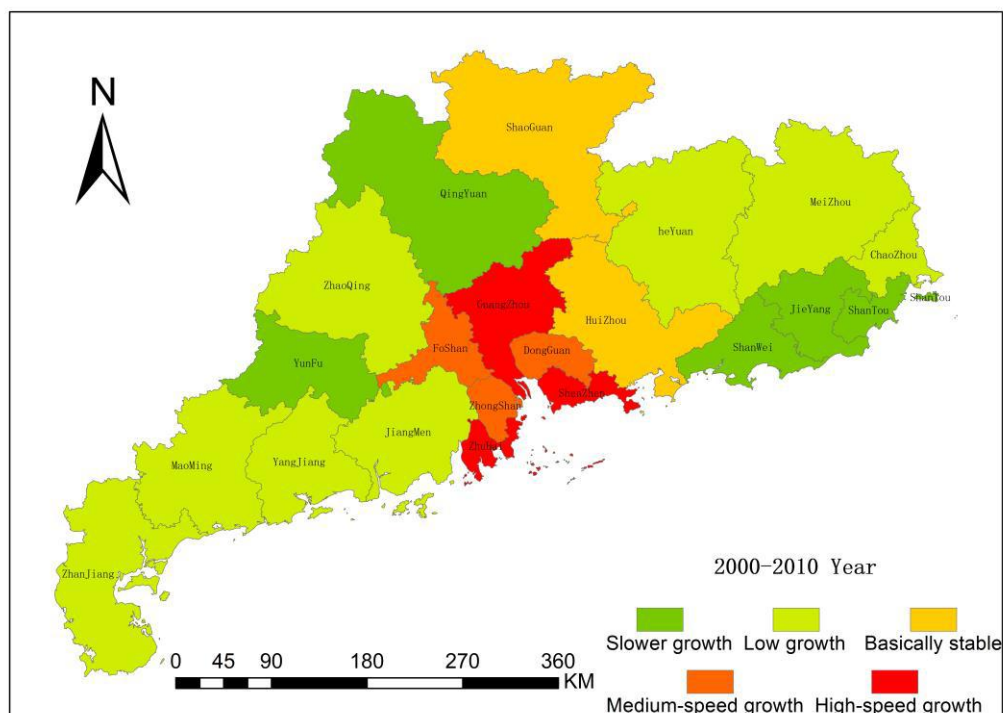 N
ShaoGuan
QingYuan
MeiZhou
heYuan
ChaoZhou
ZhaoQing
GuangZhou
ShanTou
JieYang
ShanTou
HuiZhou
FoShan
DongGuan
ShanWei
YunFu
ZhongShan
JiangMen
YangJiang
MaoMing
ZhanJiang
2000-2010 Year
Slower growth Low growth Basically stable
0 45 90 180 270 360
KM
Medium-speed growth High-speed growth